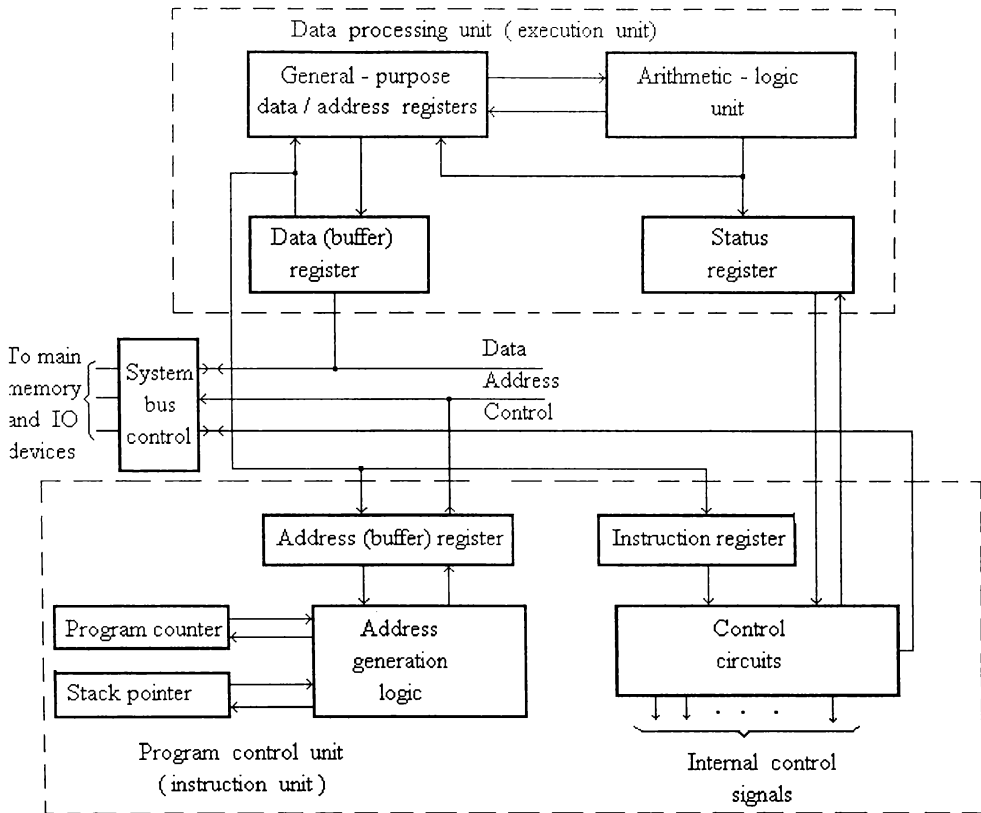 Data processing unit ( execution unit)
General - purpose
data / address registers
Arithmetic - logic
unit
Data (buffer)
register
Status
register
To main
memory
and IO
devices
System
bus
control
Data
Address
Control
Address (buffer) register
Instruction register
Program counter
Stack pointer
Address
generation
logic
Control
circuits
. . .
Program control unit
( instruction unit )
Internal control
signals